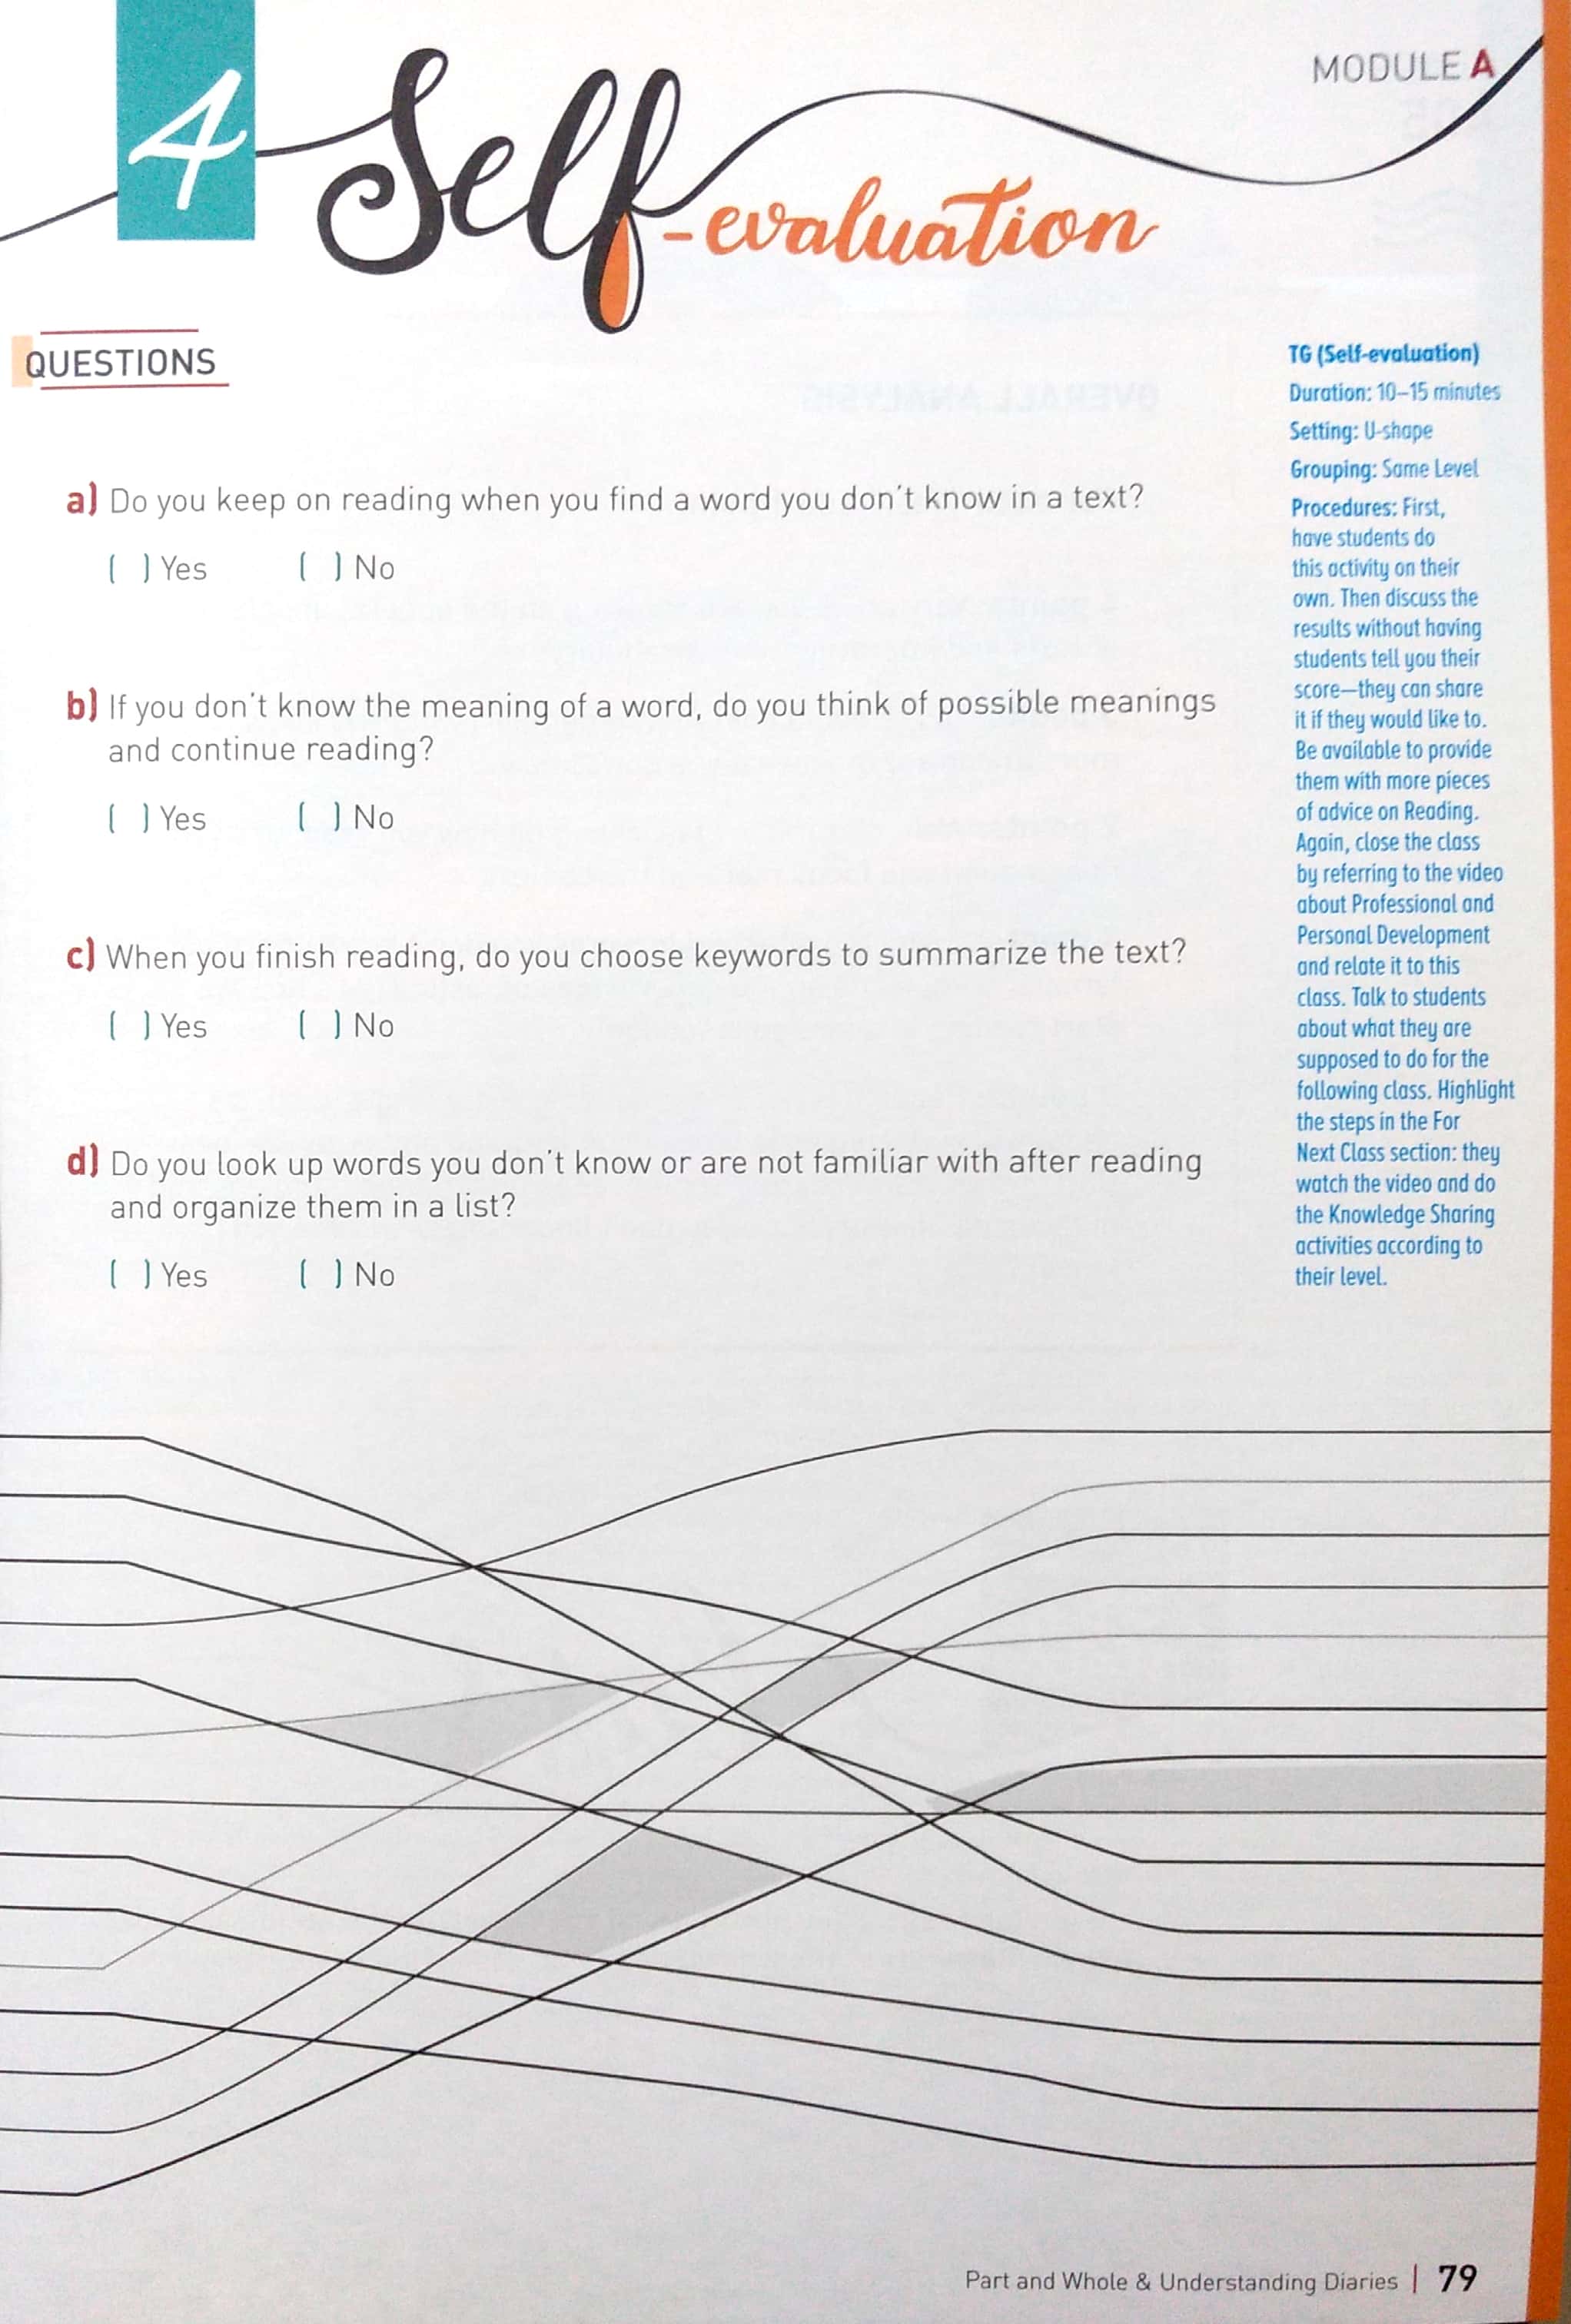 MODULE A
4 Self-evaluation
QUESTIONS
a) Do you keep on reading when you find a word you don't know in a text?
( ) Yes ( ) No
b) If you don't know the meaning of a word, do you think of possible meanings
and continue reading?
( ) Yes ( ) No
c) When you finish reading, do you choose keywords to summarize the text?
( ) Yes ( ) No
d) Do you look up words you don't know or are not familiar with after reading
and organize them in a list?
( ) Yes ( ) No
TG (Self-evaluation)
Duration: 10–15 minutes
Setting: U-shape
Grouping: Same Level
Procedures: First,
have students do
this activity on their
own. Then discuss the
results without having
students tell you their
score—they can share
it if they would like to.
Be available to provide
them with more pieces
of advice on Reading.
Again, close the class
by referring to the video
about Professional and
Personal Development
and relate it to this
class. Talk to students
about what they are
supposed to do for the
following class. Highlight
the steps in the For
Next Class section: they
watch the video and do
the Knowledge Sharing
activities according to
their level.
Part and Whole & Understanding Diaries | 79